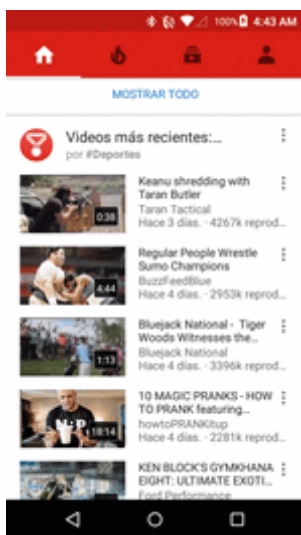 100% 4:43 AM
MOSTRAR TODO
Videos más recientes:...
por #Deportes
Keanu shredding with
Taran Butler
Taran Tactical
Hace 3 días. · 4267k reprod...
0:38
Regular People Wrestle
Sumo Champions
BuzzFeedBlue
Hace 4 días. · 2953k reprod...
4:44
Bluejack National - Tiger
Woods Witnesses the...
Bluejack National
Hace 4 días. · 3396k reprod...
1:13
10 MAGIC PRANKS - HOW
TO PRANK featuring...
howtoPRANKitup
Hace 4 días. · 2281k reprod...
18:14
KEN BLOCK'S GYMKHANA
EIGHT: ULTIMATE EXOTI...
Ford Performance